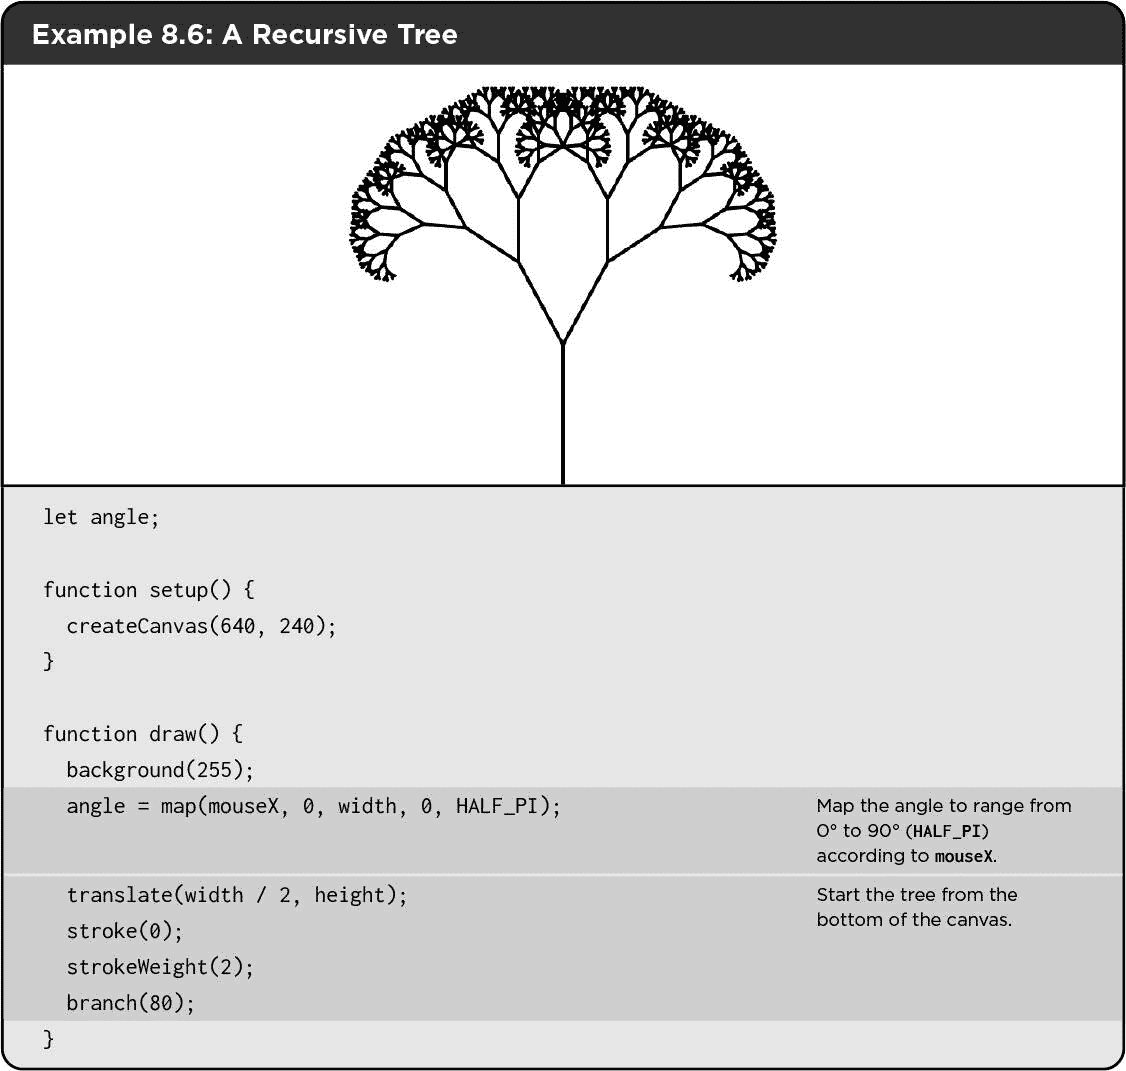 Example 8.6: A Recursive Tree
let angle;
function setup() {
  createCanvas(640, 240);
}
function draw() {
  background(255);
  angle = map(mouseX, 0, width, 0, HALF_PI);
Map the angle to range from
0° to 90° (HALF_PI)
according to mouseX.
  translate(width / 2, height);
  stroke(0);
  strokeWeight(2);
  branch(80);
Start the tree from the
bottom of the canvas.
}